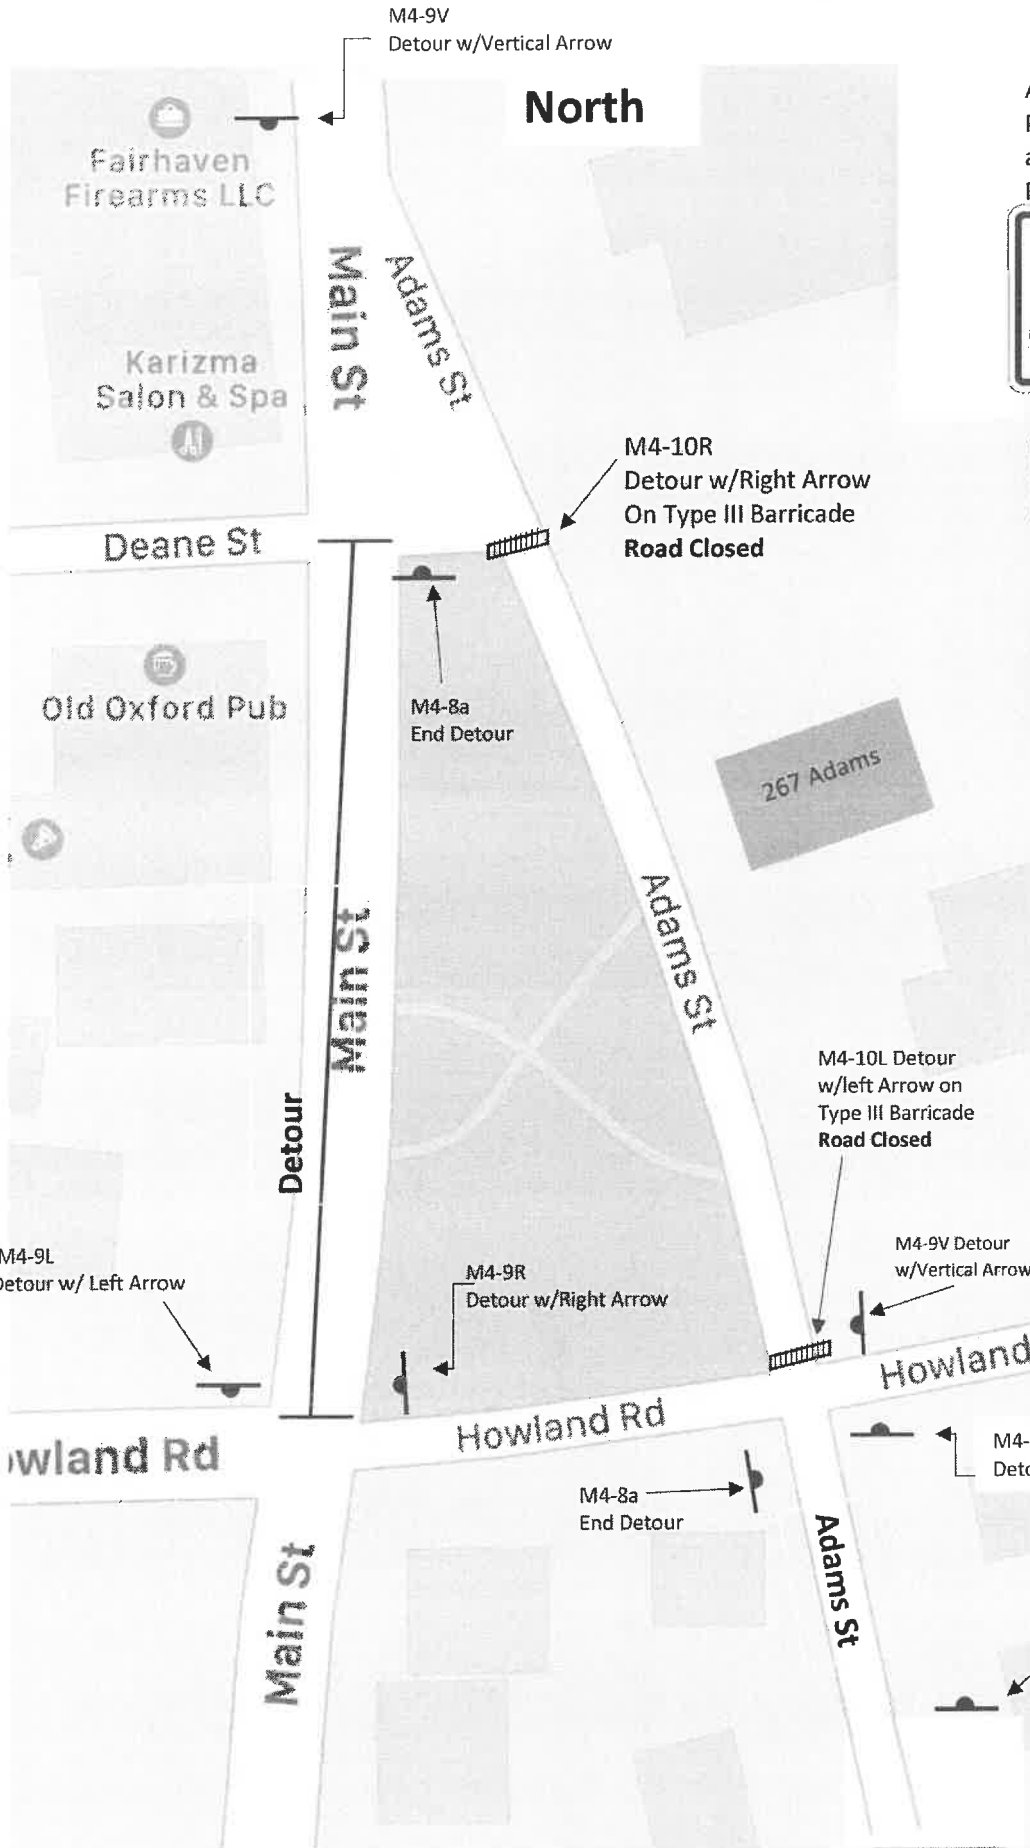 M4-9V
Detour w/Vertical Arrow
North
Fairhaven
Firearms LLC
Main St
Adams St
Karizma
Salon & Spa
M4-10R
Detour w/Right Arrow
On Type III Barricade
Road Closed
Deane St
M4-8a
End Detour
Old Oxford Pub
267 Adams
Adams St
Main St
Detour
M4-10L Detour
w/left Arrow on
Type III Barricade
Road Closed
M4-9L
Detour w/ Left Arrow
M4-9R
Detour w/Right Arrow
M4-9V Detour
w/Vertical Arrow
Howland
Howland Rd
owland Rd
M4-
Deto
M4-8a
End Detour
Adams St
Main St